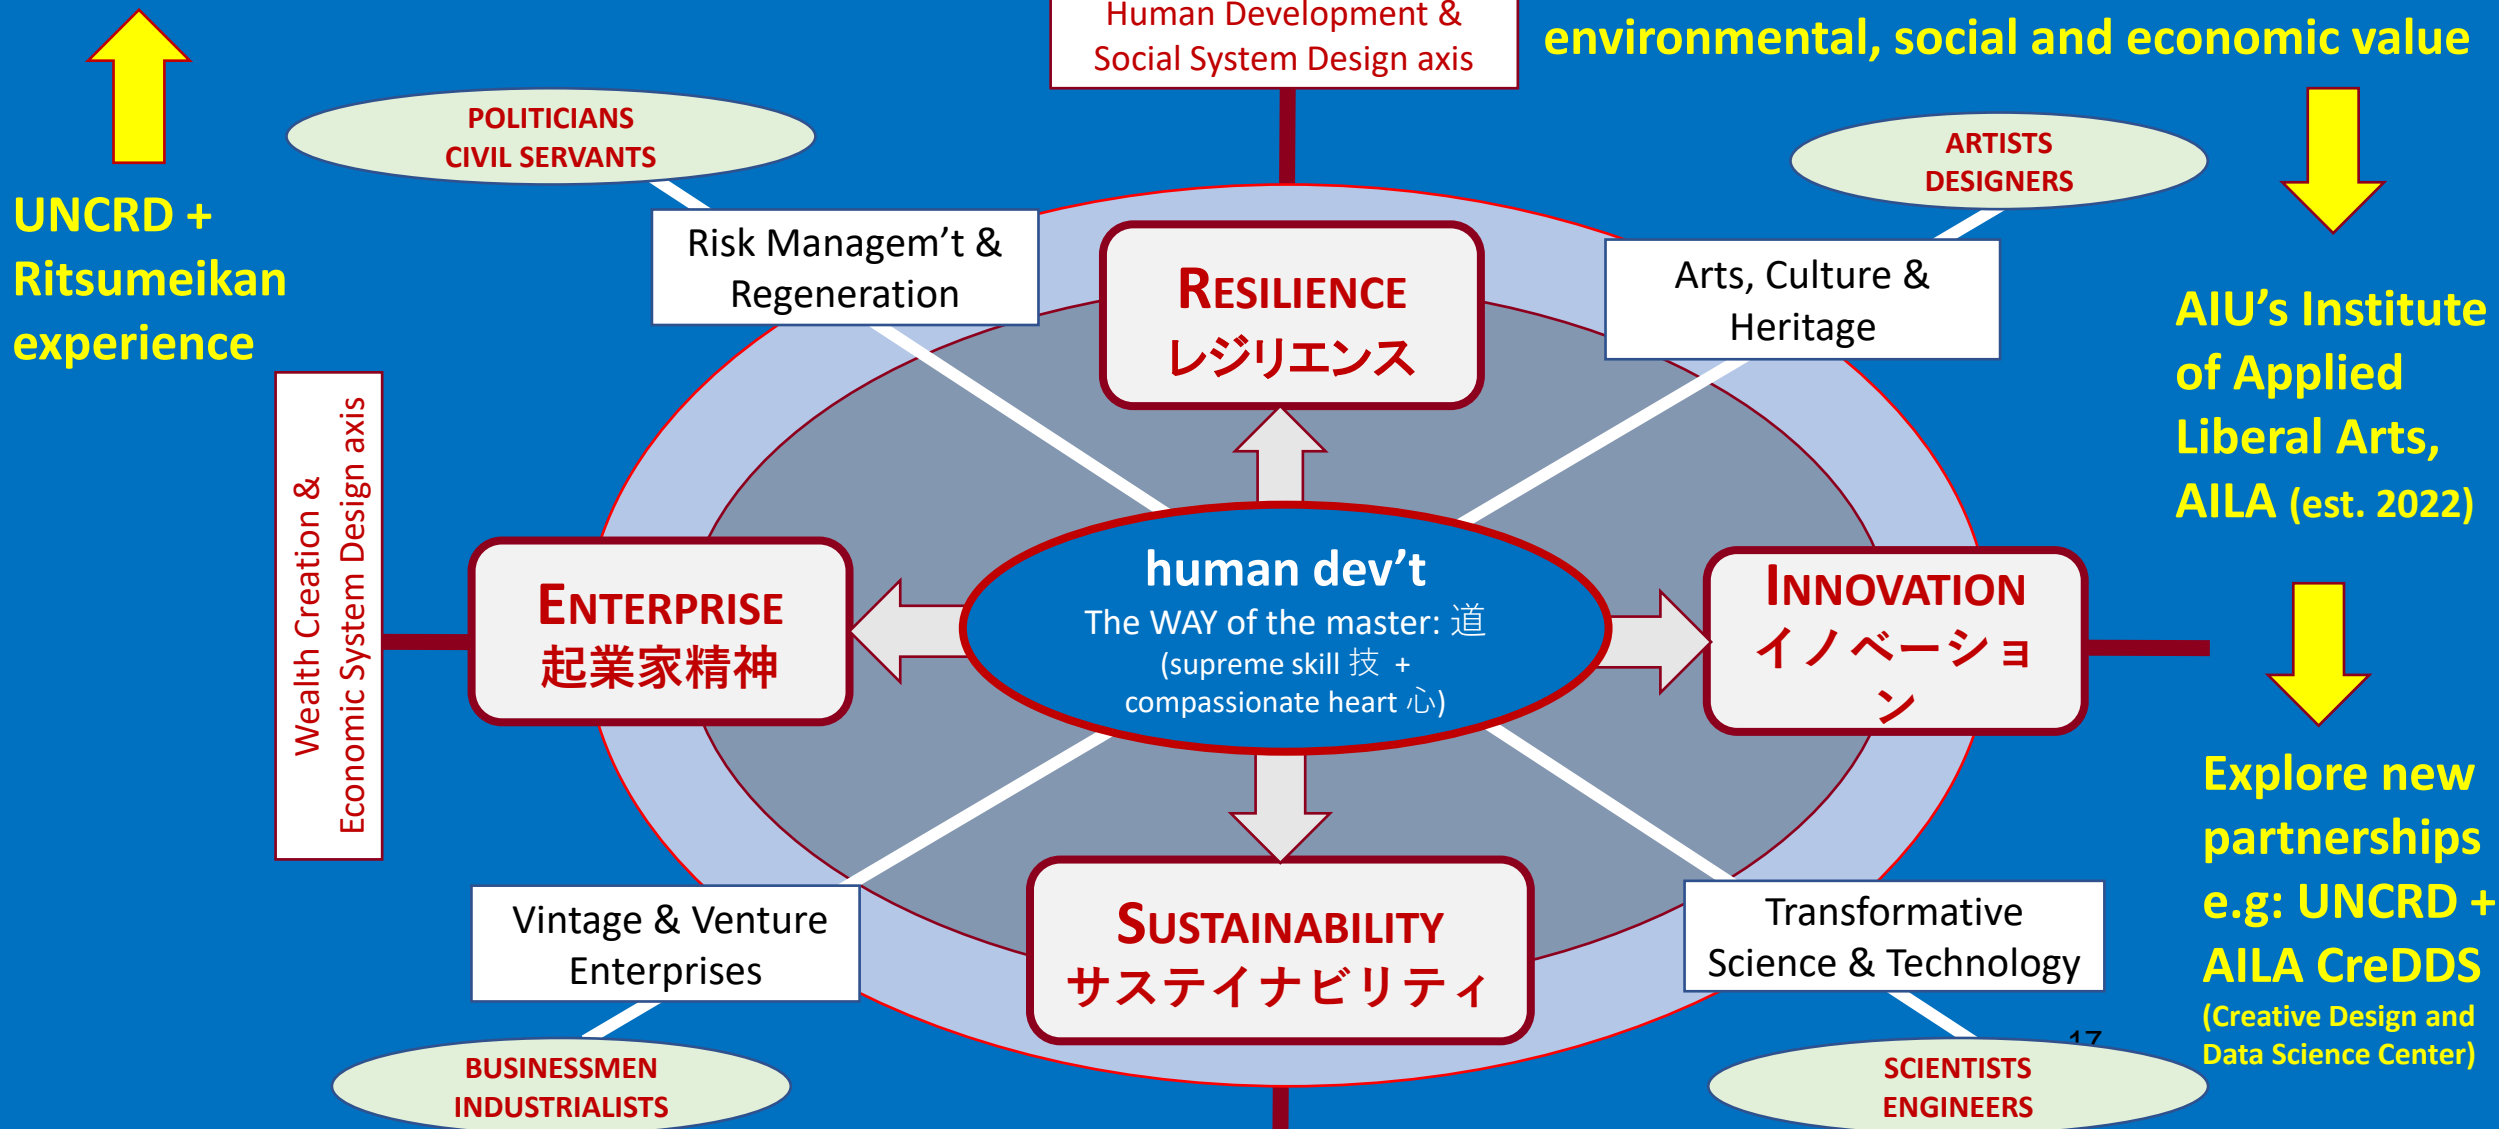 Human Development &
Social System Design axis
environmental, social and economic value
POLITICIANS
CIVIL SERVANTS
ARTISTS
DESIGNERS
UNCRD +
Ritsumeikan
experience
Risk Managem’t &
Regeneration
RESILIENCE
レジリエンス
Arts, Culture &
Heritage
AIU’s Institute
of Applied
Liberal Arts,
AILA (est. 2022)
Wealth Creation &
Economic System Design axis
ENTERPRISE
起業家精神
human dev’t
The WAY of the master: 道
(supreme skill 技 +
compassionate heart 心)
INNOVATION
イノベーショ
ン
Explore new
partnerships
e.g: UNCRD +
AILA CreDDS
(Creative Design and
Data Science Center)
Vintage & Venture
Enterprises
SUSTAINABILITY
サステイナビリティ
Transformative
Science & Technology
17
BUSINESSMEN
INDUSTRIALISTS
SCIENTISTS
ENGINEERS